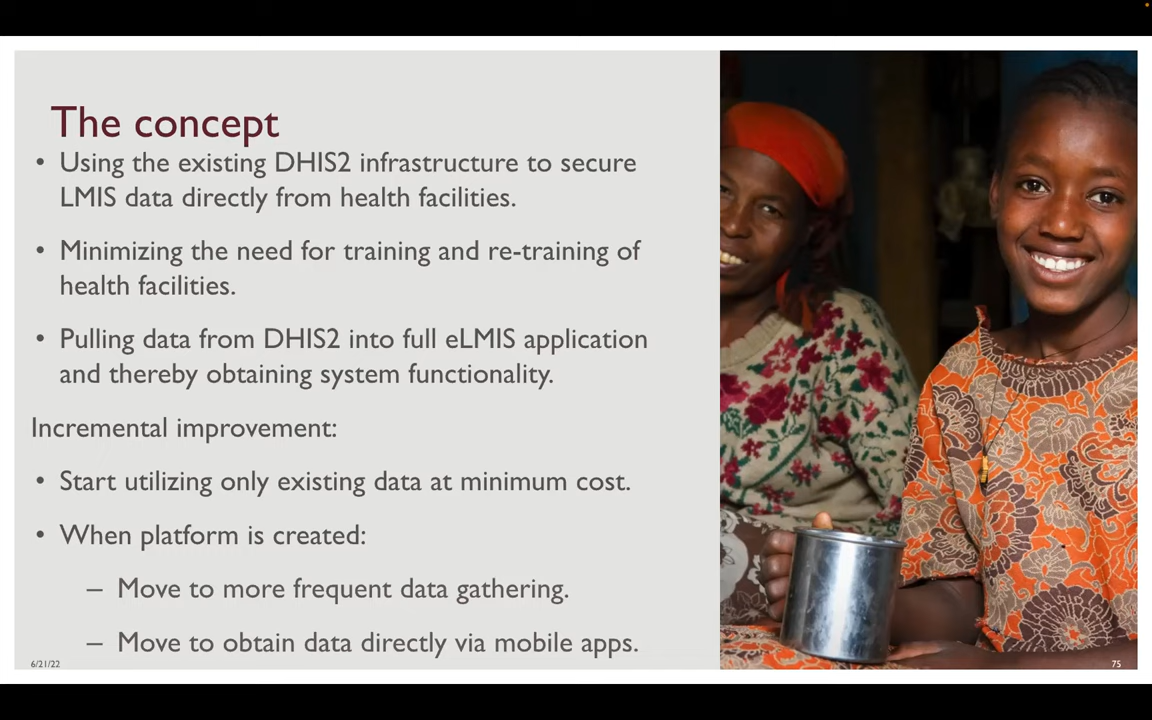 The concept
• Using the existing DHIS2 infrastructure to secure
LMIS data directly from health facilities.
• Minimizing the need for training and re-training of
health facilities.
• Pulling data from DHIS2 into full eLMIS application
and thereby obtaining system functionality.
Incremental improvement:
• Start utilizing only existing data at minimum cost.
• When platform is created:
– Move to more frequent data gathering.
– Move to obtain data directly via mobile apps.
6/21/22
75